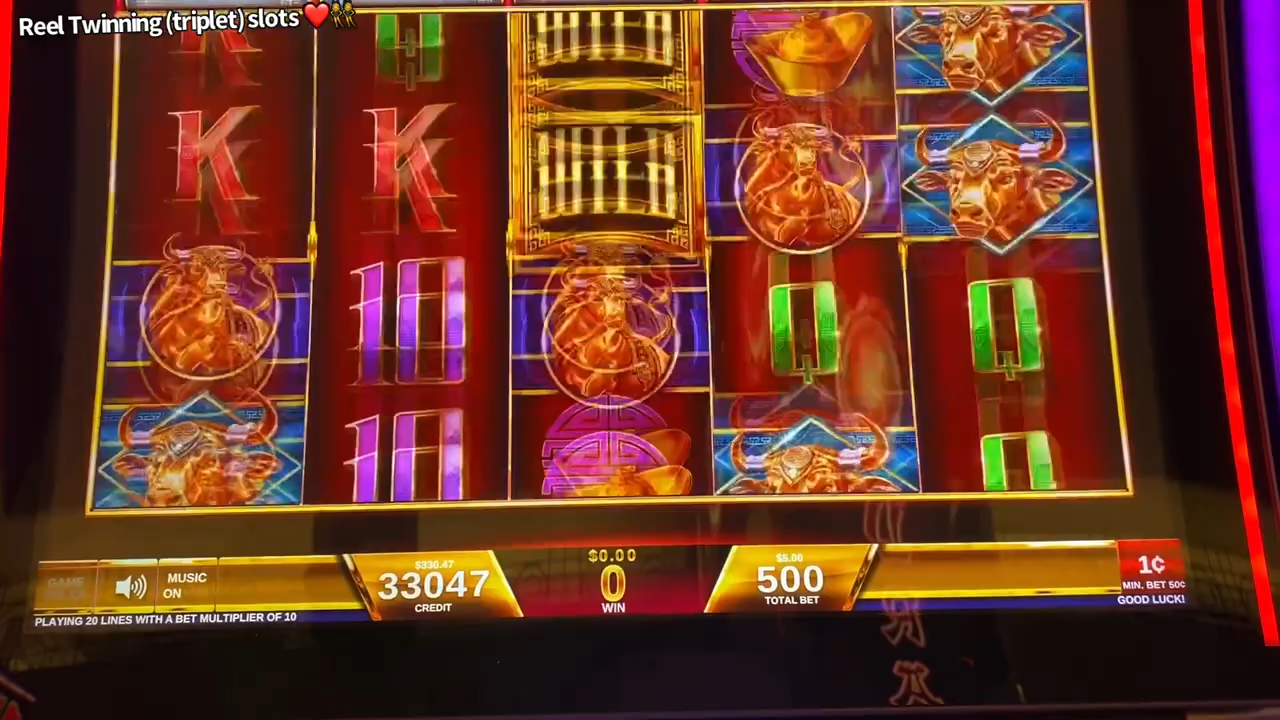 Reel Twinning (triplet) slots ❤️👯
K
WILD
K
K
WILD
10
10
GAME
MUSIC
ON
$330.47
33047
CREDIT
$0.00
0
WIN
$5.00
500
TOTAL BET
1¢
MIN. BET 50¢
GOOD LUCK!
PLAYING 20 LINES WITH A BET MULTIPLIER OF 10